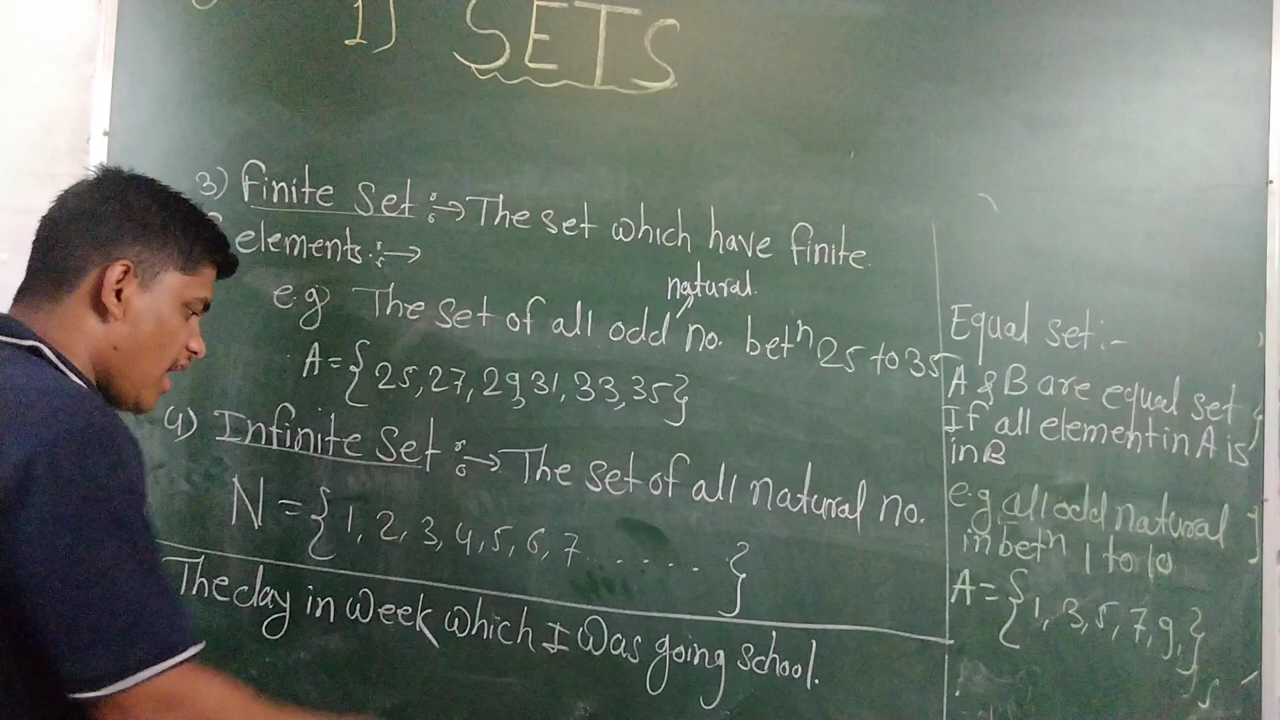 1) SETS
3) Finite Set :→ The set which have finite
elements :→
natural.
e.g The set of all odd no. betⁿ 25 to 35
A={25,27,29,31,33,35}
4) Infinite Set :→ The set of all natural no.
N={1,2,3,4,5,6,7.......}
The day in week which I was going school.
Equal set:-
A & B are equal set
If all element in A is
in B
e.g all odd natural
in betⁿ 1 to 10
A={1,3,5,7,9,}